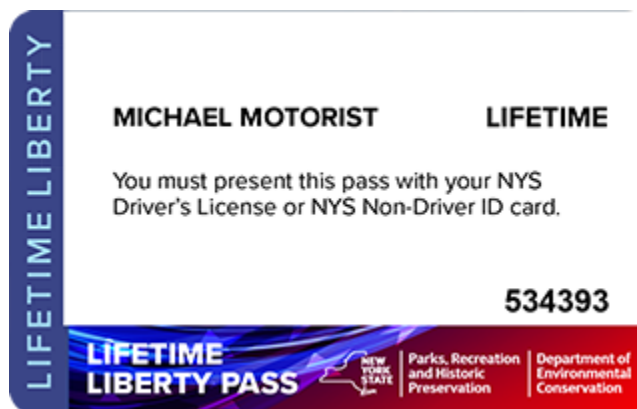 LIFETIME LIBERTY
MICHAEL MOTORIST LIFETIME
You must present this pass with your NYS
Driver's License or NYS Non-Driver ID card.
534393
LIFETIME
LIBERTY PASS
NEW
YORK
STATE
Parks, Recreation
and Historic
Preservation
Department of
Environmental
Conservation